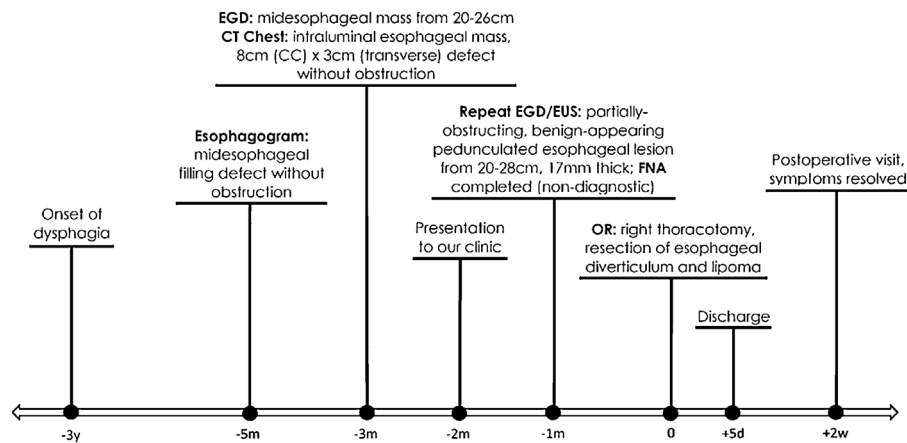 EGD: midesophageal mass from 20-26cm
CT Chest: intraluminal esophageal mass,
8cm (CC) x 3cm (transverse) defect
without obstruction
Esophagogram:
midesophageal
filling defect without
obstruction
Repeat EGD/EUS: partially-
obstructing, benign-appearing
pedunculated esophageal lesion
from 20-28cm, 17mm thick; FNA
completed (non-diagnostic)
Postoperative visit,
symptoms resolved
Onset of
dysphagia
Presentation
to our clinic
OR: right thoracotomy,
resection of esophageal
diverticulum and lipoma
Discharge
-3y -5m -3m -2m -1m 0 +5d +2w